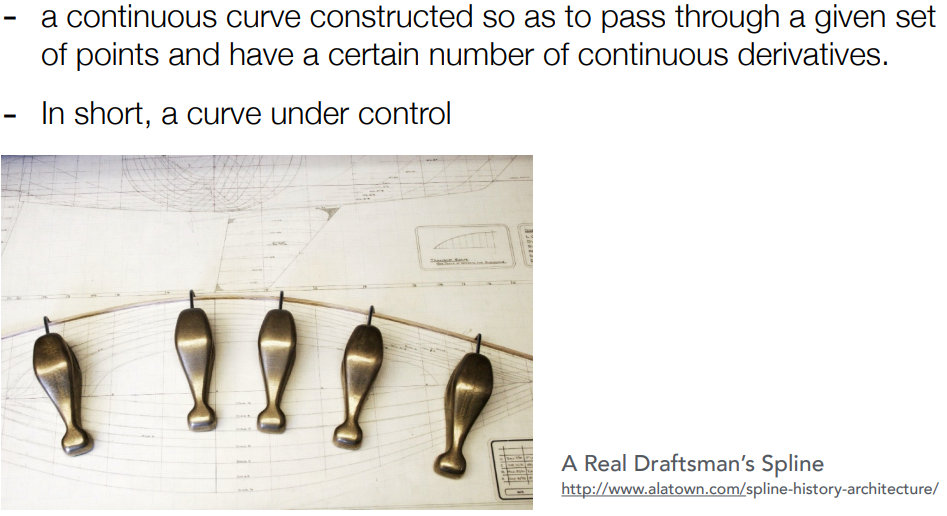 - a continuous curve constructed so as to pass through a given set
of points and have a certain number of continuous derivatives.
- In short, a curve under control
A Real Draftsman's Spline
http://www.alatown.com/spline-history-architecture/